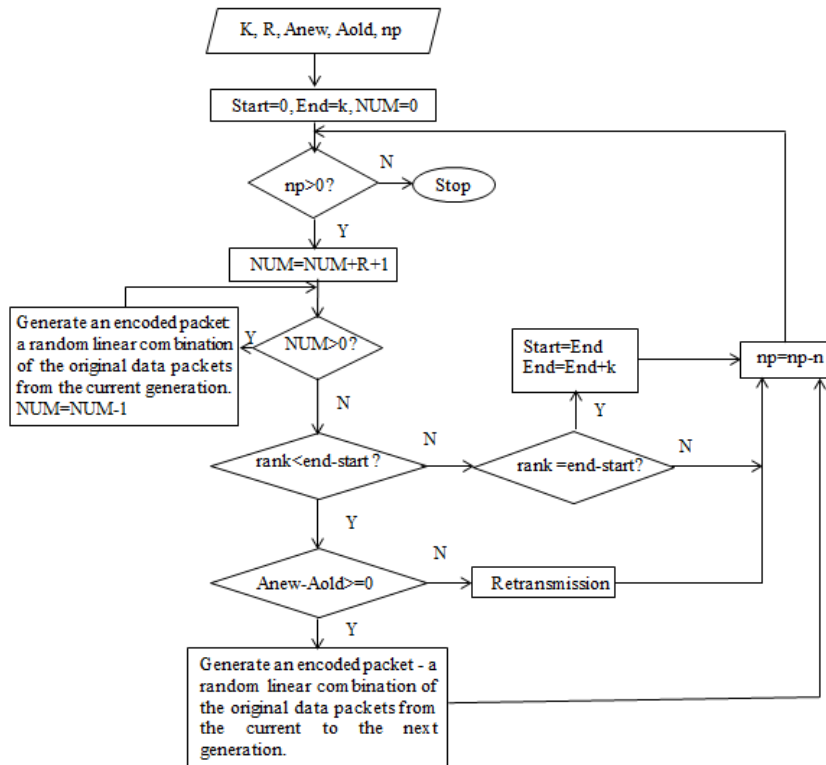 K, R, Anew, Aold, np
Start=0, End=k, NUM=0
np>0?
N
Stop
Y
NUM=NUM+R+1
Generate an encoded packet:
a random linear combination
of the original data packets
from the current generation.
NUM=NUM-1
Y
NUM>0?
N
Start=End
End=End+k
np=np-n
Y
rank<end-start ?
N
rank =end-start?
N
Y
Anew-Aold>=0
N
Retransmission
Y
Generate an encoded packet - a
random linear combination of
the original data packets from
the current to the next
generation.